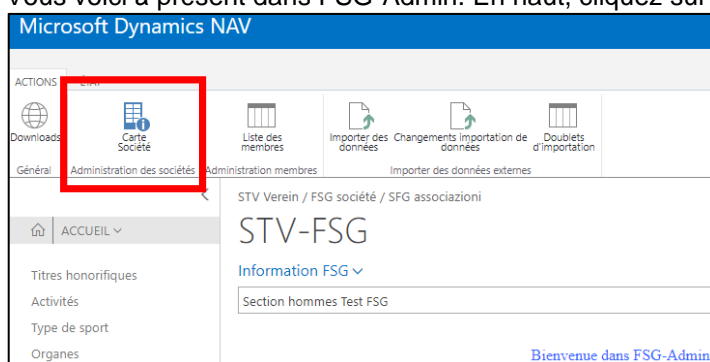 Vous voici à présent dans FSG-Admin. En haut, cliquez sur
Microsoft Dynamics NAV
ACTIONS
Downloads
Carte
Société
Liste des
membres
Importer des
données
Changements importation de
données
Doublets
d'importation
Général
Administration des sociétés
Administration membres
Importer des données externes
STV Verein / FSG société / SFG associazioni
ACCUEIL
STV-FSG
Information FSG
Section hommes Test FSG
Titres honorifiques
Activités
Type de sport
Organes
Bienvenue dans FSG-Admin